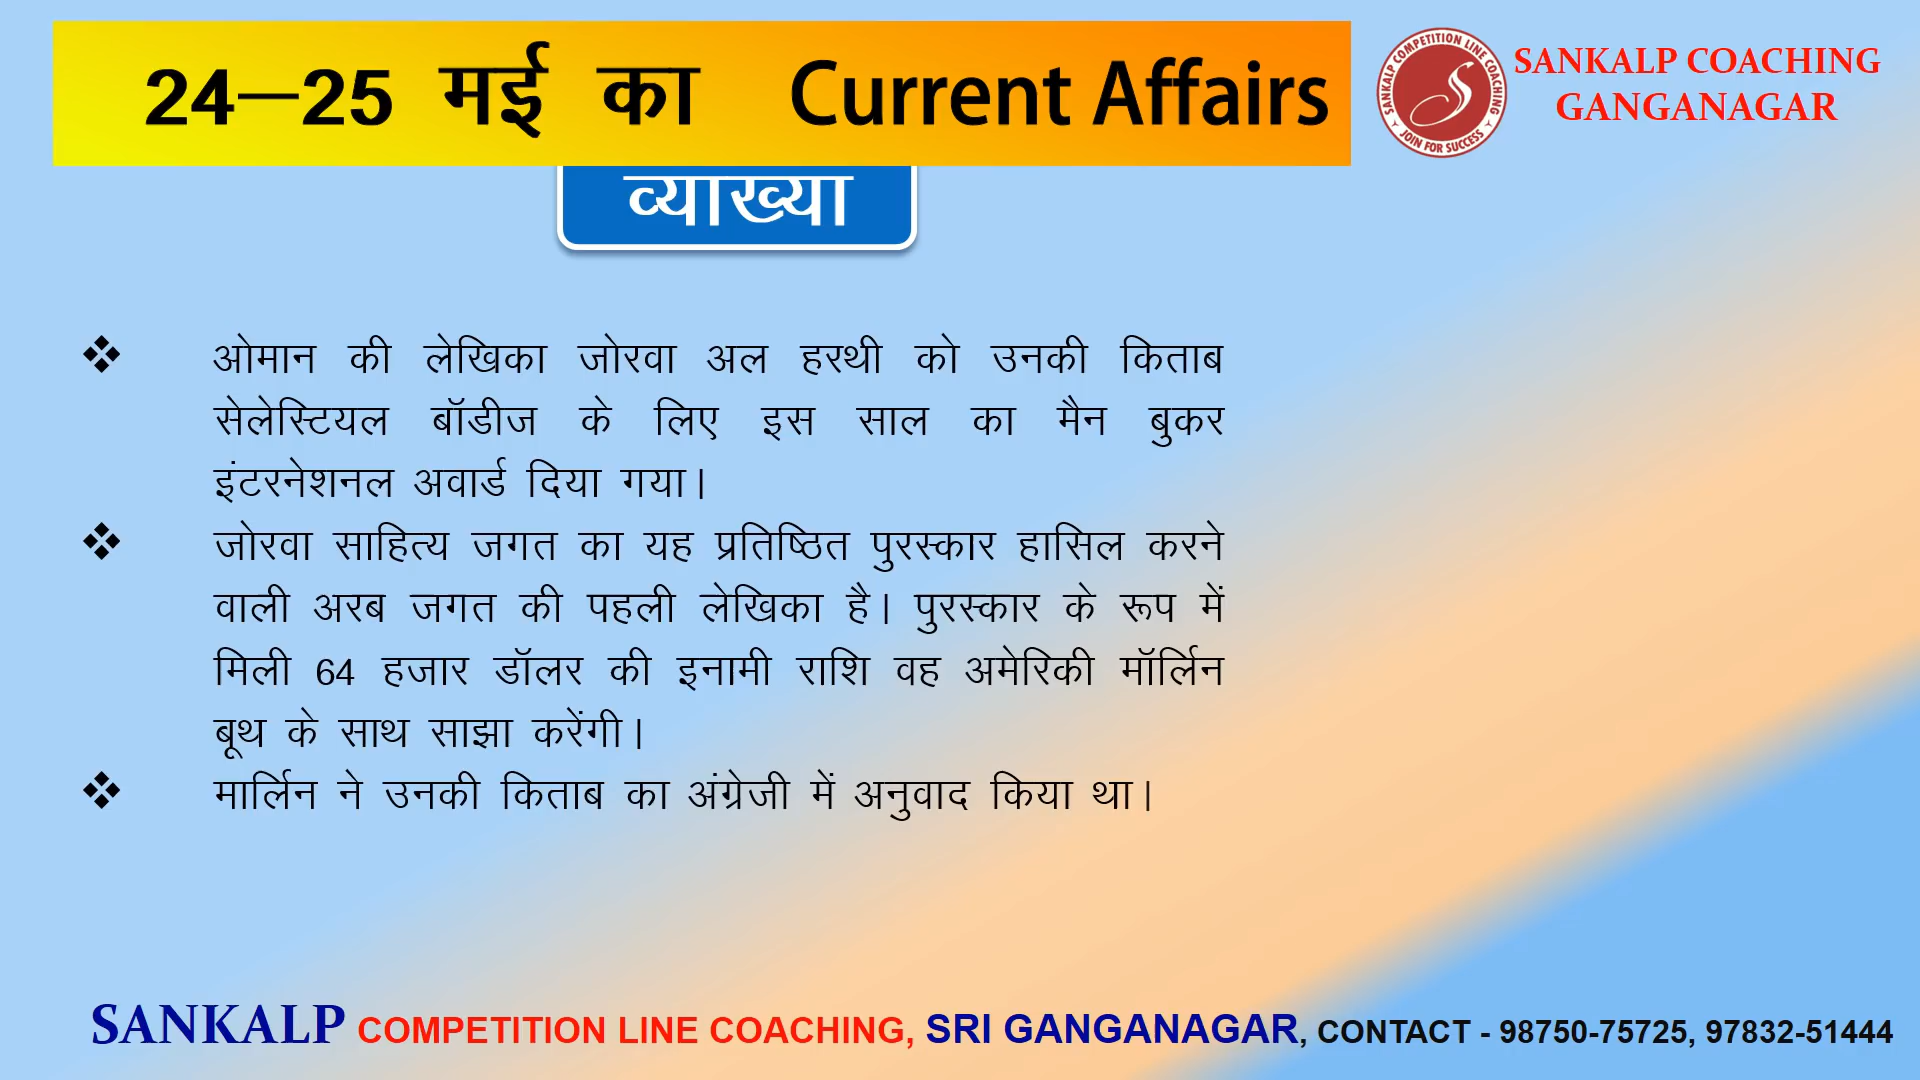 24—25 मई का Current Affairs
SANKALP COMPETITION LINE COACHING
JOIN FOR SUCCESS
SANKALP COACHING
GANGANAGAR
व्याख्या
❖ ओमान की लेखिका जोरवा अल हरथी को उनकी किताब
सेलेस्टियल बॉडीज के लिए इस साल का मैन बुकर
इंटरनेशनल अवार्ड दिया गया।
❖ जोरवा साहित्य जगत का यह प्रतिष्ठित पुरस्कार हासिल करने
वाली अरब जगत की पहली लेखिका है। पुरस्कार के रूप में
मिली 64 हजार डॉलर की इनामी राशि वह अमेरिकी मॉर्लिन
बूथ के साथ साझा करेंगी।
❖ मार्लिन ने उनकी किताब का अंग्रेजी में अनुवाद किया था।
SANKALP COMPETITION LINE COACHING, SRI GANGANAGAR, CONTACT - 98750-75725, 97832-51444